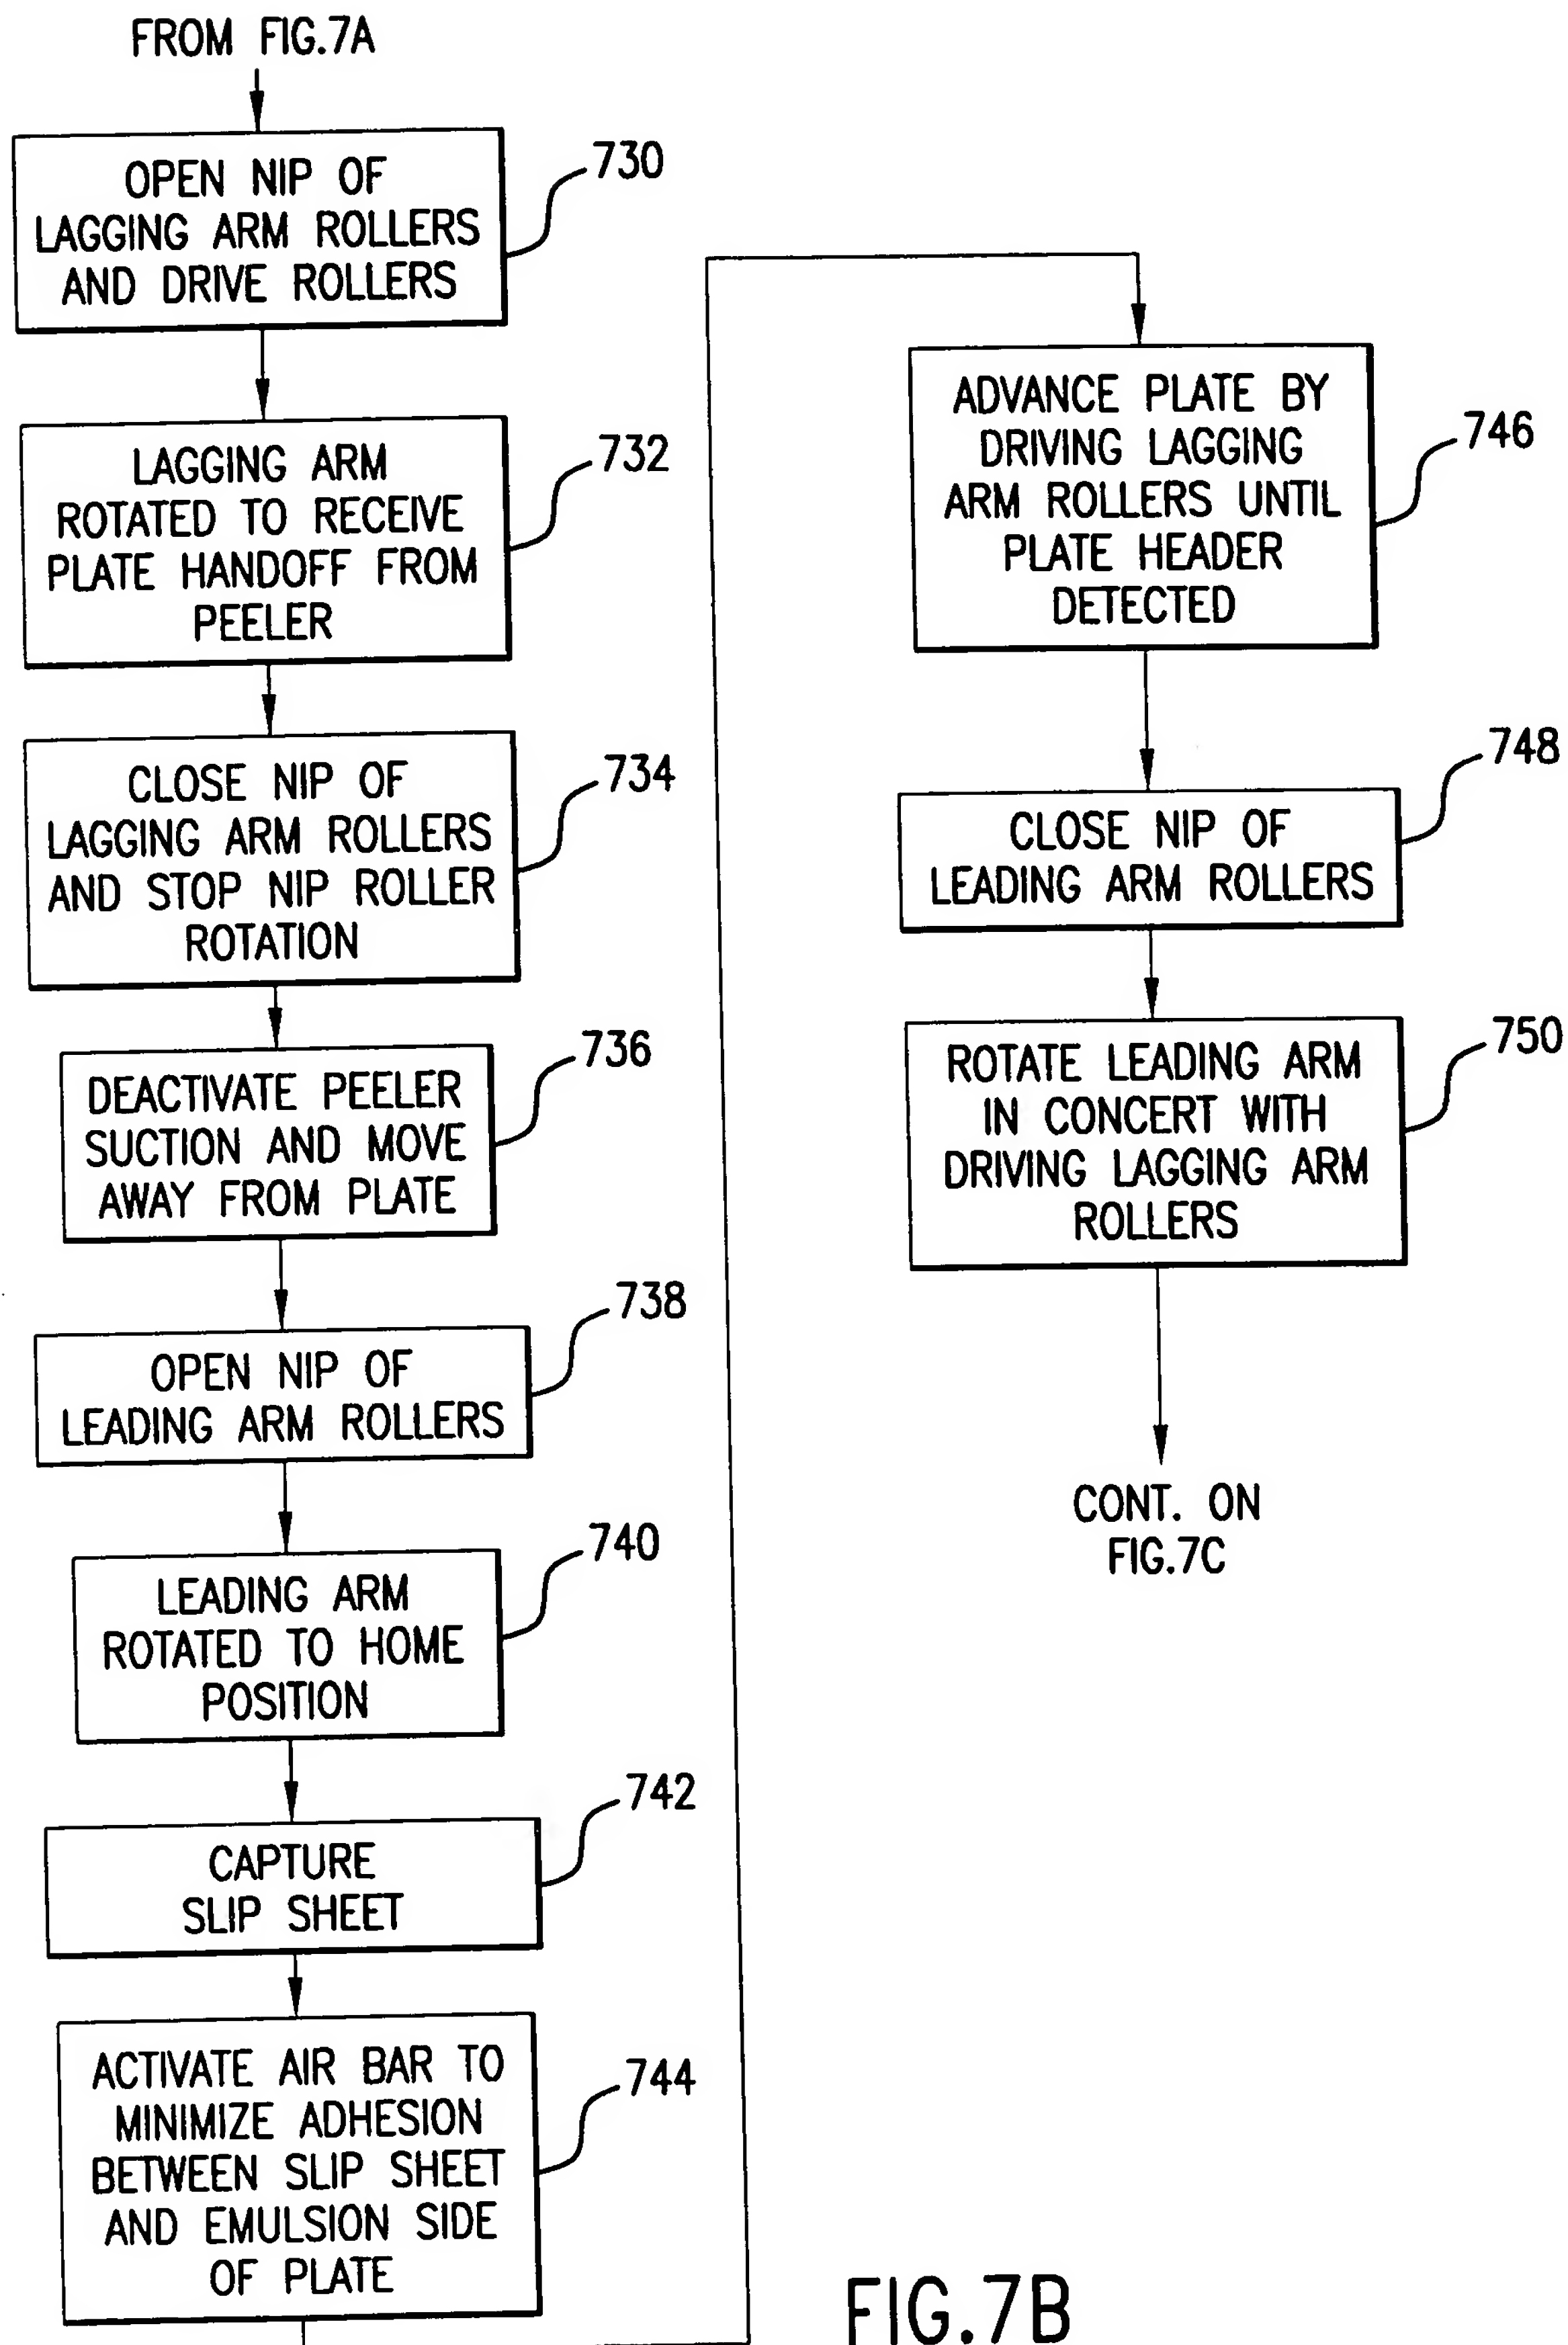 FROM FIG.7A
OPEN NIP OF
LAGGING ARM ROLLERS
AND DRIVE ROLLERS
730
LAGGING ARM
ROTATED TO RECEIVE
PLATE HANDOFF FROM
PEELER
732
CLOSE NIP OF
LAGGING ARM ROLLERS
AND STOP NIP ROLLER
ROTATION
734
DEACTIVATE PEELER
SUCTION AND MOVE
AWAY FROM PLATE
736
OPEN NIP OF
LEADING ARM ROLLERS
738
LEADING ARM
ROTATED TO HOME
POSITION
740
CAPTURE
SLIP SHEET
742
ACTIVATE AIR BAR TO
MINIMIZE ADHESION
BETWEEN SLIP SHEET
AND EMULSION SIDE
OF PLATE
744
ADVANCE PLATE BY
DRIVING LAGGING
ARM ROLLERS UNTIL
PLATE HEADER
DETECTED
746
CLOSE NIP OF
LEADING ARM ROLLERS
748
ROTATE LEADING ARM
IN CONCERT WITH
DRIVING LAGGING ARM
ROLLERS
750
CONT. ON
FIG.7C
FIG.7B